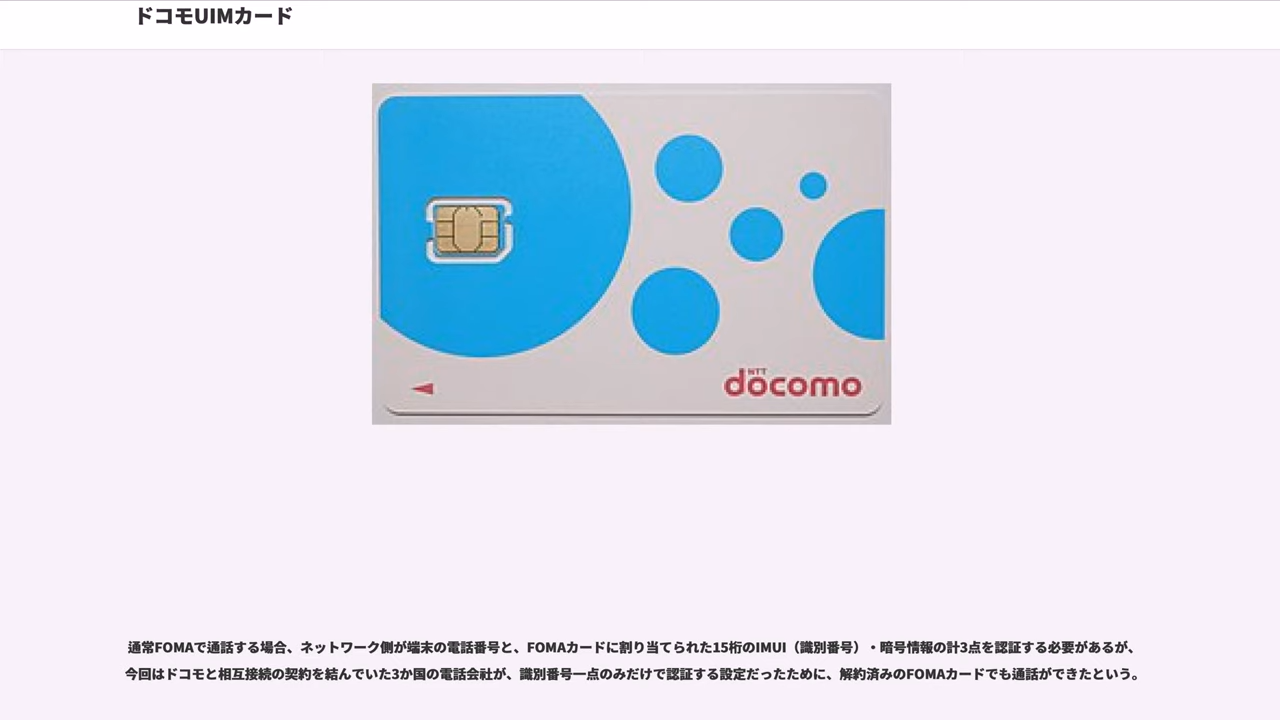 ドコモUIMカード
NTT
docomo
通常FOMAで通話する場合、ネットワーク側が端末の電話番号と、FOMAカードに割り当てられた15桁のIMUI（識別番号）・暗号情報の計3点を認証する必要があるが、
今回はドコモと相互接続の契約を結んでいた3か国の電話会社が、識別番号一点のみだけで認証する設定だったために、解約済みのFOMAカードでも通話ができたという。